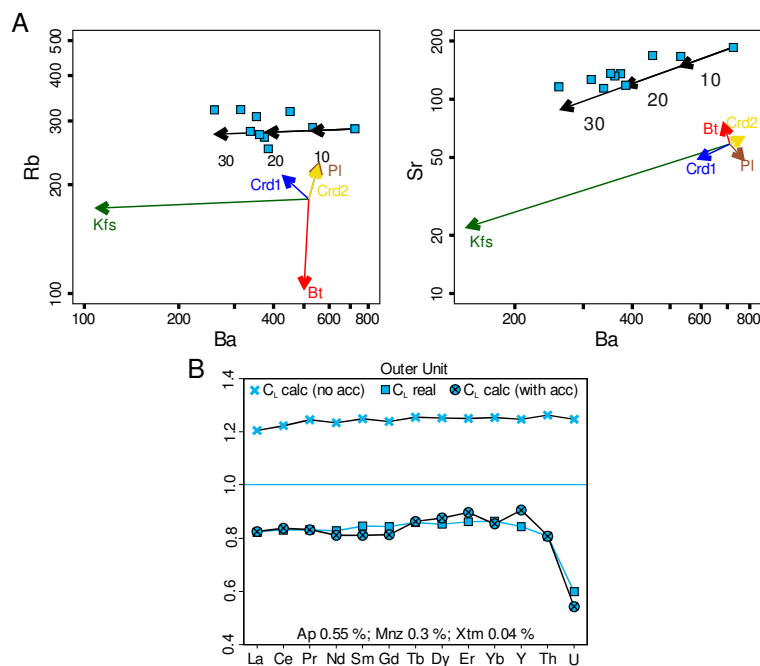 A
Rb
500
400
300
200
100
30
20
10
Pl
Crd1
Crd2
Kfs
Bt
100
200
400
600
800
Ba
Sr
200
100
50
20
10
10
20
30
Bt
Crd2
Crd1
Pl
Kfs
200
400
600
800
Ba
B
Outer Unit
C_L calc (no acc) C_L real C_L calc (with acc)
1.4
1.2
1.0
0.8
0.6
0.4
Ap 0.55 %; Mnz 0.3 %; Xtm 0.04 %
La Ce Pr Nd Sm Gd Tb Dy Er Yb Y Th U